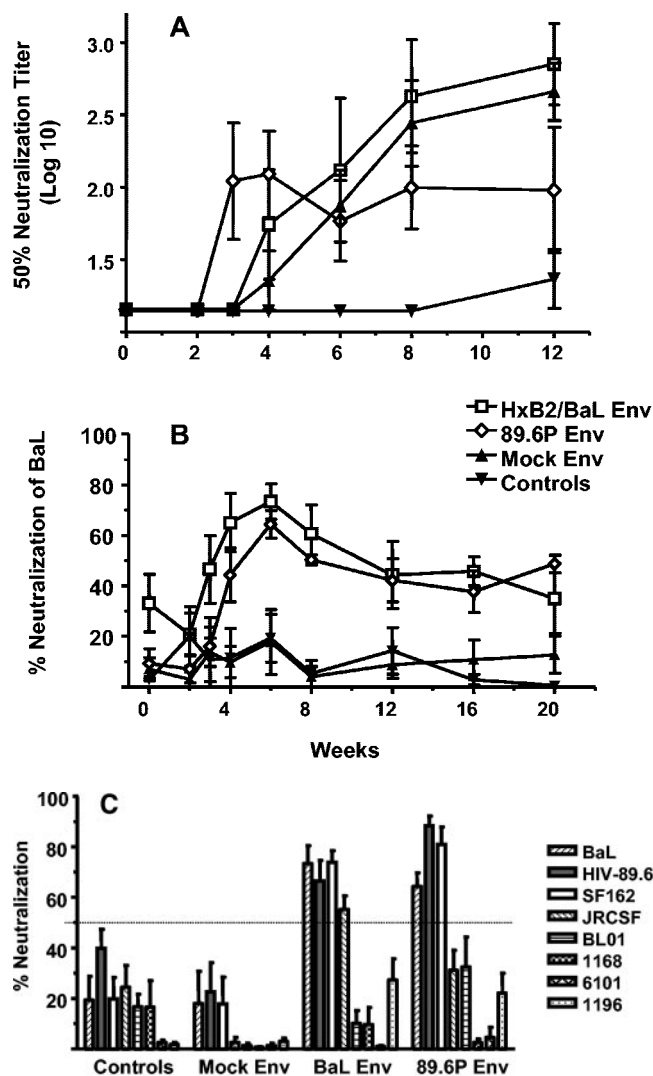 A
50% Neutralization Titer
(Log 10)
3.0
2.5
2.0
1.5
0 2 4 6 8 10 12
HxB2/BaL Env
89.6P Env
Mock Env
Controls
B
% Neutralization of BaL
100
80
60
40
20
0 4 8 12 16 20
Weeks
C
% Neutralization
100
80
60
40
20
Controls Mock Env BaL Env 89.6P Env
BaL
HIV-89.6
SF162
JRCSF
BL01
1168
6101
1196